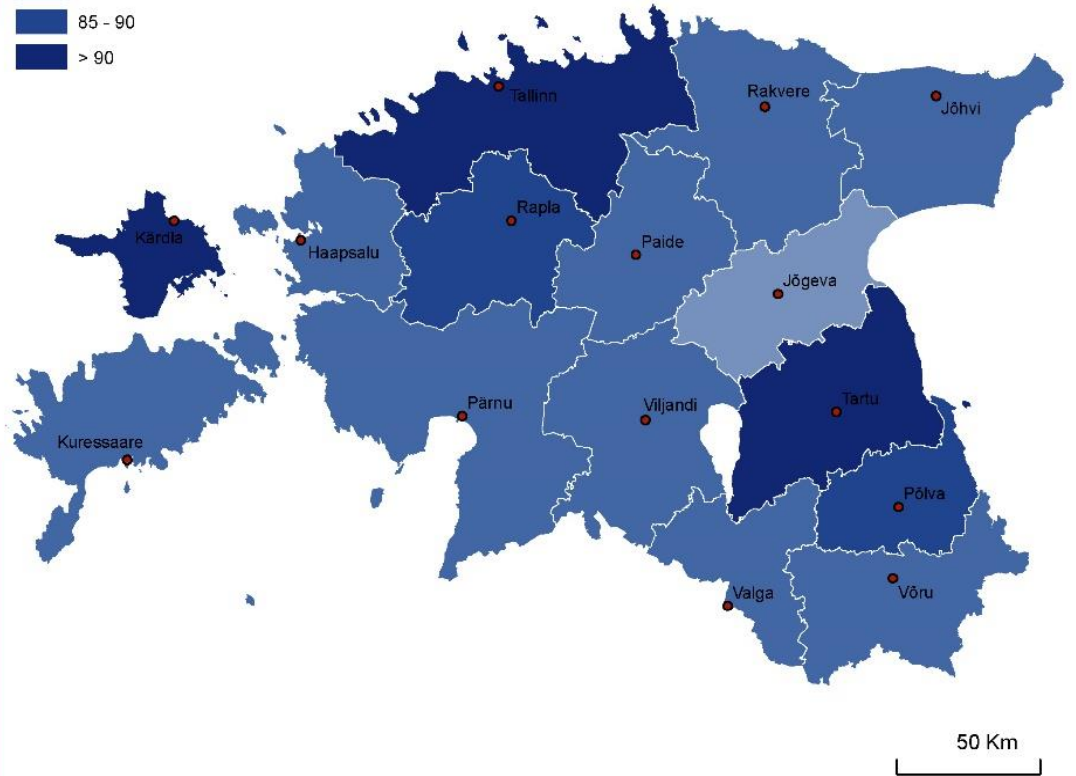 85 - 90
> 90
Tallinn
Rakvere
Jõhvi
Rapla
Kärdla
Haapsalu
Paide
Jõgeva
Pärnu
Viljandi
Tartu
Kuressaare
Põlva
Valga
Võru
50 Km